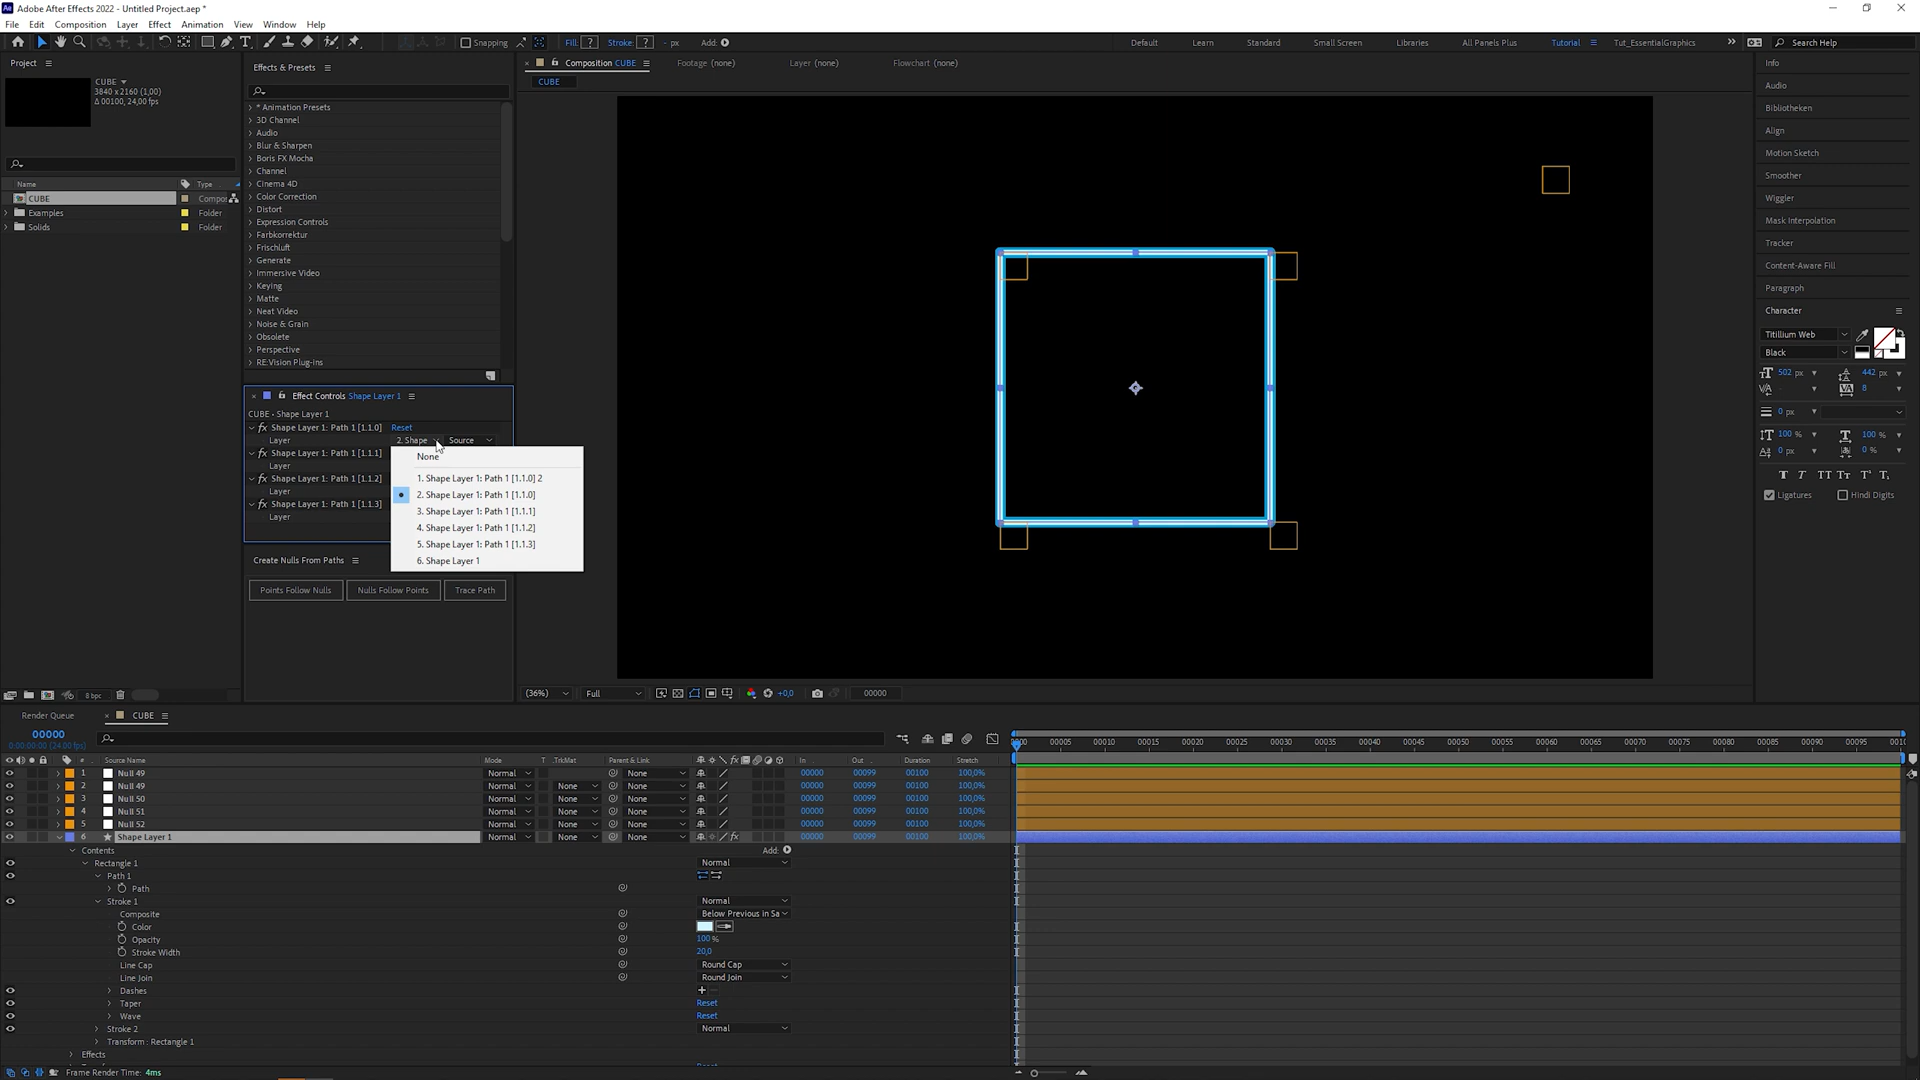 Adobe After Effects 2022 - Untitled Project.aep *
File Edit Composition Layer Effect Animation View Window Help
Snapping Fill: ? Stroke: ? - px Add:
Default Learn Standard Small Screen Libraries All Panels Plus Tutorial Tut_EssentialGraphics Search Help
Project
CUBE
3840 x 2160 (1,00)
Δ 00100, 24,00 fps
Name Type
CUBE Compos
Examples Folder
Solids Folder
8 bpc
Effects & Presets
* Animation Presets
3D Channel
Audio
Blur & Sharpen
Boris FX Mocha
Channel
Cinema 4D
Color Correction
Distort
Expression Controls
Farbkorrektur
Frischluft
Generate
Immersive Video
Keying
Matte
Neat Video
Noise & Grain
Obsolete
Perspective
RE:Vision Plug-ins
Effect Controls Shape Layer 1
CUBE • Shape Layer 1
fx Shape Layer 1: Path 1 [1.1.0] Reset
Layer 2. Shape Source
fx Shape Layer 1: Path 1 [1.1.1]
Layer
fx Shape Layer 1: Path 1 [1.1.2]
Layer
fx Shape Layer 1: Path 1 [1.1.3]
Layer
None
1. Shape Layer 1: Path 1 [1.1.0] 2
2. Shape Layer 1: Path 1 [1.1.0]
3. Shape Layer 1: Path 1 [1.1.1]
4. Shape Layer 1: Path 1 [1.1.2]
5. Shape Layer 1: Path 1 [1.1.3]
6. Shape Layer 1
Create Nulls From Paths
Points Follow Nulls Nulls Follow Points Trace Path
Composition CUBE Footage (none) Layer (none) Flowchart (none)
CUBE
(36%) Full +0,0 00000
Info
Audio
Bibliotheken
Align
Motion Sketch
Smoother
Wiggler
Mask Interpolation
Tracker
Content-Aware Fill
Paragraph
Character
Titillium Web
Black
502 px 442 px
8
0 px
100 % 100 %
0 px 0 %
Ligatures Hindi Digits
Render Queue CUBE
00000
0:00:00:00 (24.00 fps)
# Source Name Mode T .TrkMat Parent & Link fx In Out Duration Stretch
00005 00010 00015 00020 00025 00030 00035 00040 00045 00050 00055 00060 00065 00070 00075 00080 00085 00090 00095
1 Null 49 Normal None 00000 00099 00100 100,0%
2 Null 49 Normal None None 00000 00099 00100 100,0%
3 Null 50 Normal None None 00000 00099 00100 100,0%
4 Null 51 Normal None None 00000 00099 00100 100,0%
5 Null 52 Normal None None 00000 00099 00100 100,0%
6 Shape Layer 1 Normal None None fx 00000 00099 00100 100,0%
Contents Add:
Rectangle 1 Normal
Path 1
Path
Stroke 1 Normal
Composite Below Previous in Sa
Color
Opacity 100 %
Stroke Width 20,0
Line Cap Round Cap
Line Join Round Join
Dashes + -
Taper Reset
Wave Reset
Stroke 2 Normal
Transform : Rectangle 1
Effects
Frame Render Time: 4ms